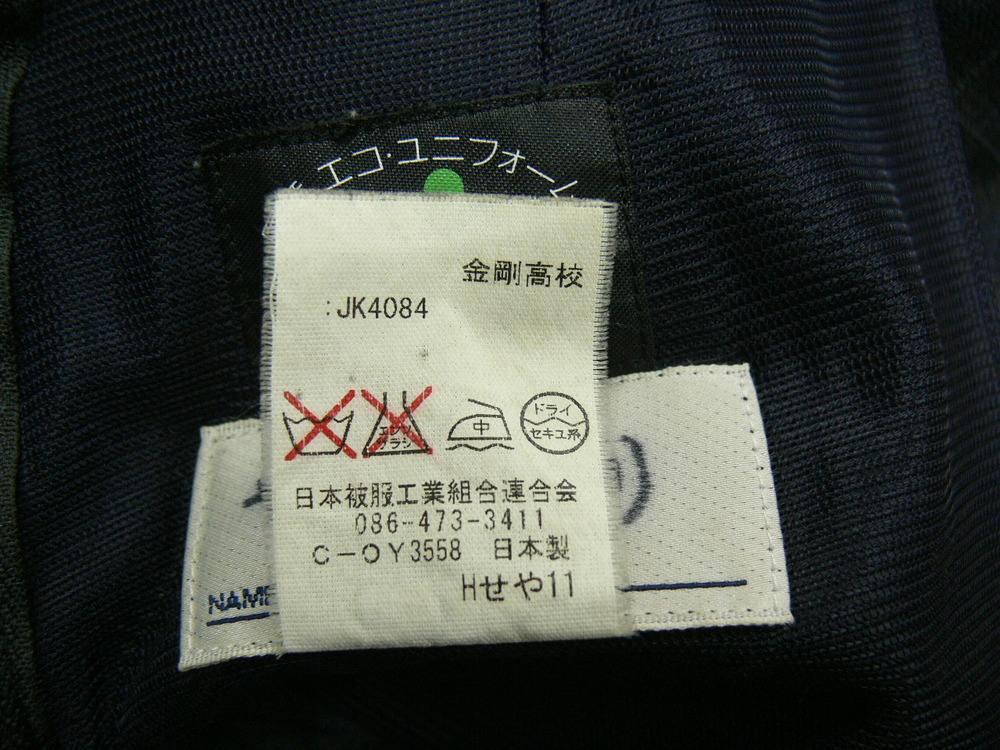 エコ・ユニフォーム
金剛高校
:JK4084
エンソ
ブラシ
中
ドライ
セキユ系
日本被服工業組合連合会
086-473-3411
C-OY3558 日本製
Hせや11
NAME